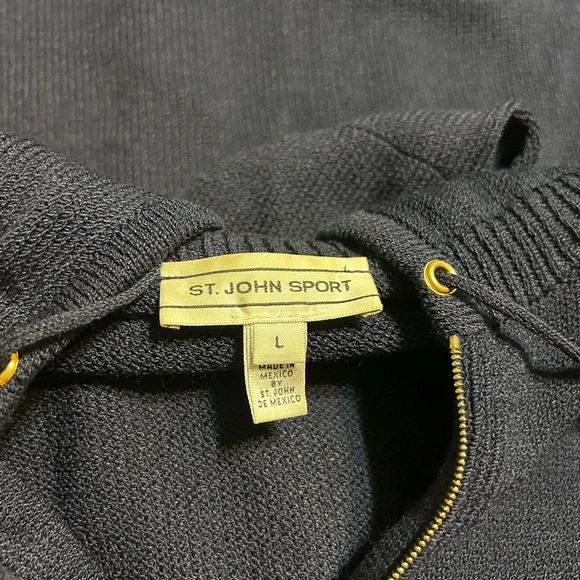 ST. JOHN SPORT
L
MADE IN
MEXICO
BY
ST. JOHN
DE MEXICO